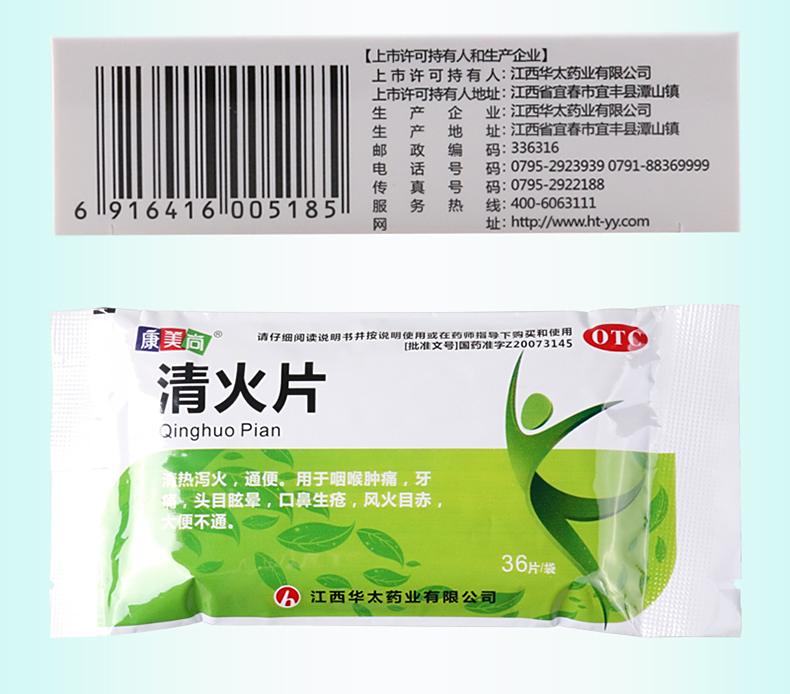 【上市许可持有人和生产企业】
上市许可持有人：江西华太药业有限公司
上市许可持有人地址：江西省宜春市宜丰县潭山镇
生产企业：江西华太药业有限公司
生产地址：江西省宜春市宜丰县潭山镇
邮政编码：336316
电话号码：0795-2923939 0791-88369999
传真号码：0795-2922188
服务热线：400-6063111
网址：http://www.ht-yy.com
6 916416 005185
康美尚®
请仔细阅读说明书并按说明使用或在药师指导下购买和使用
[批准文号]国药准字Z20073145
OTC
清火片
Qinghuo Pian
清热泻火，通便。用于咽喉肿痛，牙
痛，头目眩晕，口鼻生疮，风火目赤，
大便不通。
36片/袋
江西华太药业有限公司